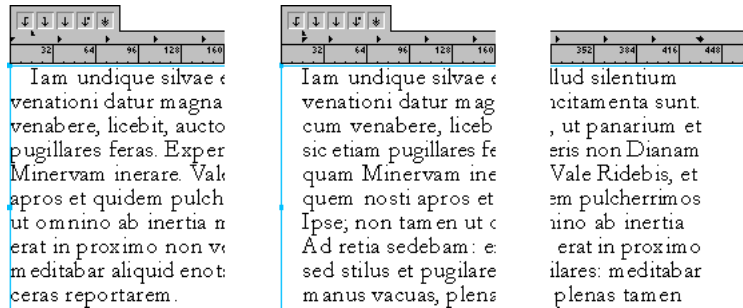 32 64 96 128 160
Iam undique silvae e
venationi datur magna
venabere, licebit, aucto
pugillares feras. Exper
Minervam inerare. Vale
apros et quidem pulch
ut omnino ab inertia m
erat in proximo non ve
meditabar aliquid enot
ceras reportarem.
32 64 96 128 160
Iam undique silvae e
venationi datur mag
cum venabere, liceb
sic etiam pugillares fe
quam Minervam ine
quem nosti apros et
Ipse; non tamen ut o
Ad retia sedebam: e
sed stilus et pugilare
manus vacuas, plena
352 384 416 448
llud silentium
ncitamenta sunt.
, ut panarium et
eris non Dianam
Vale Ridebis, et
em pulcherrimos
nino ab inertia
erat in proximo
ilares: meditabar
plenas tamen